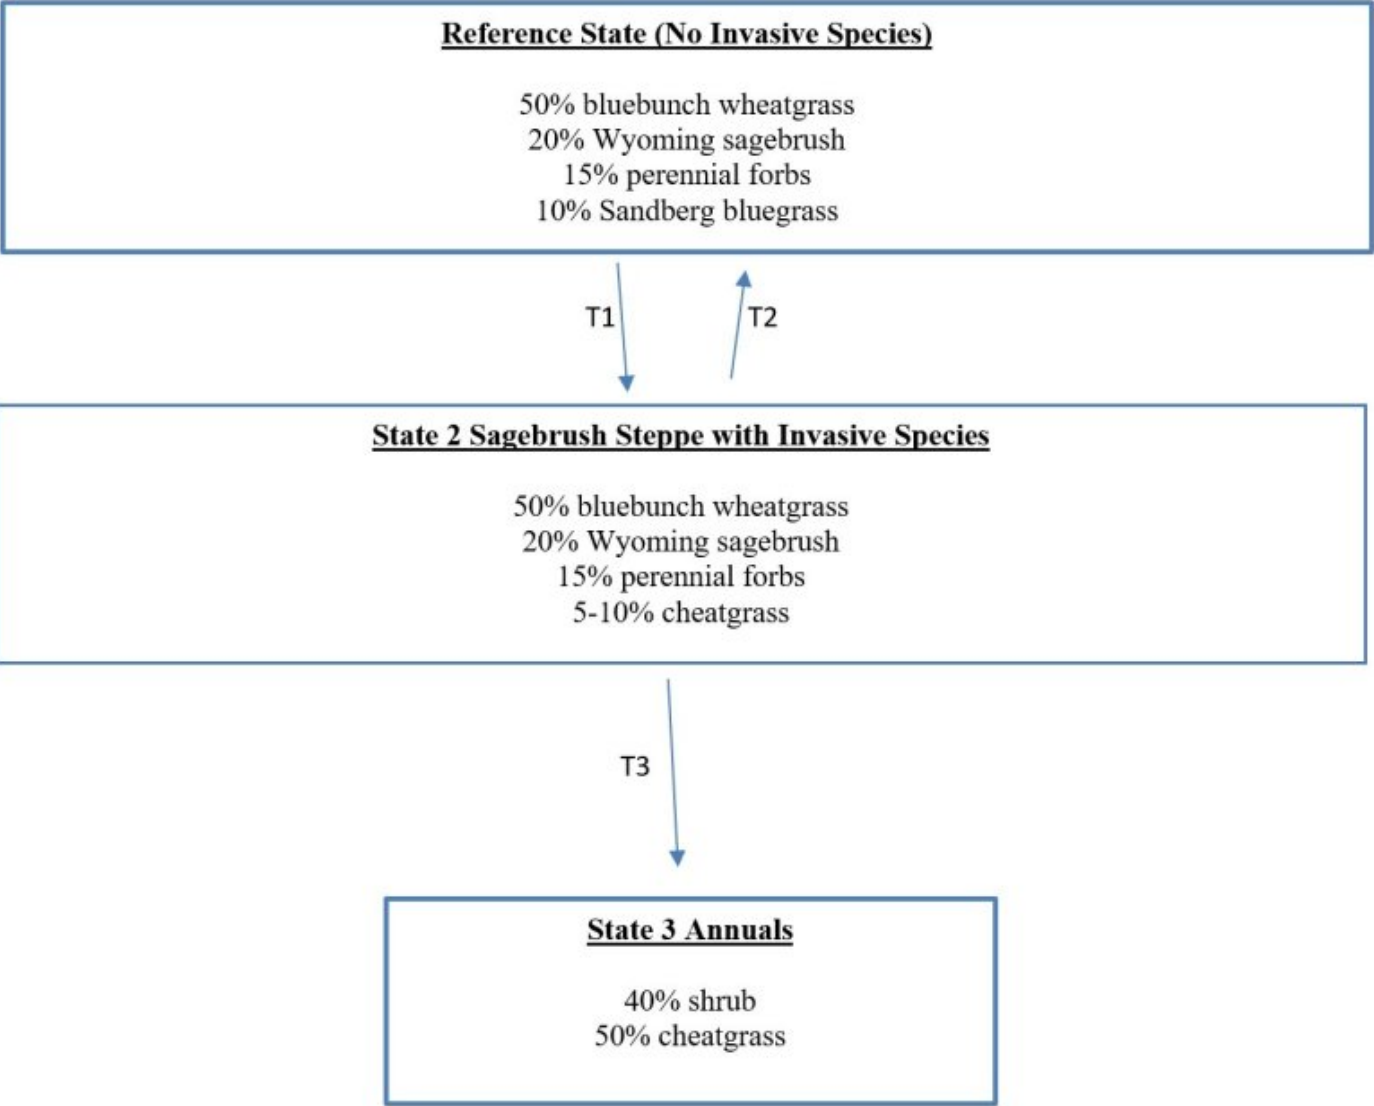 Reference State (No Invasive Species)
50% bluebunch wheatgrass
20% Wyoming sagebrush
15% perennial forbs
10% Sandberg bluegrass
T1
T2
State 2 Sagebrush Steppe with Invasive Species
50% bluebunch wheatgrass
20% Wyoming sagebrush
15% perennial forbs
5-10% cheatgrass
T3
State 3 Annuals
40% shrub
50% cheatgrass